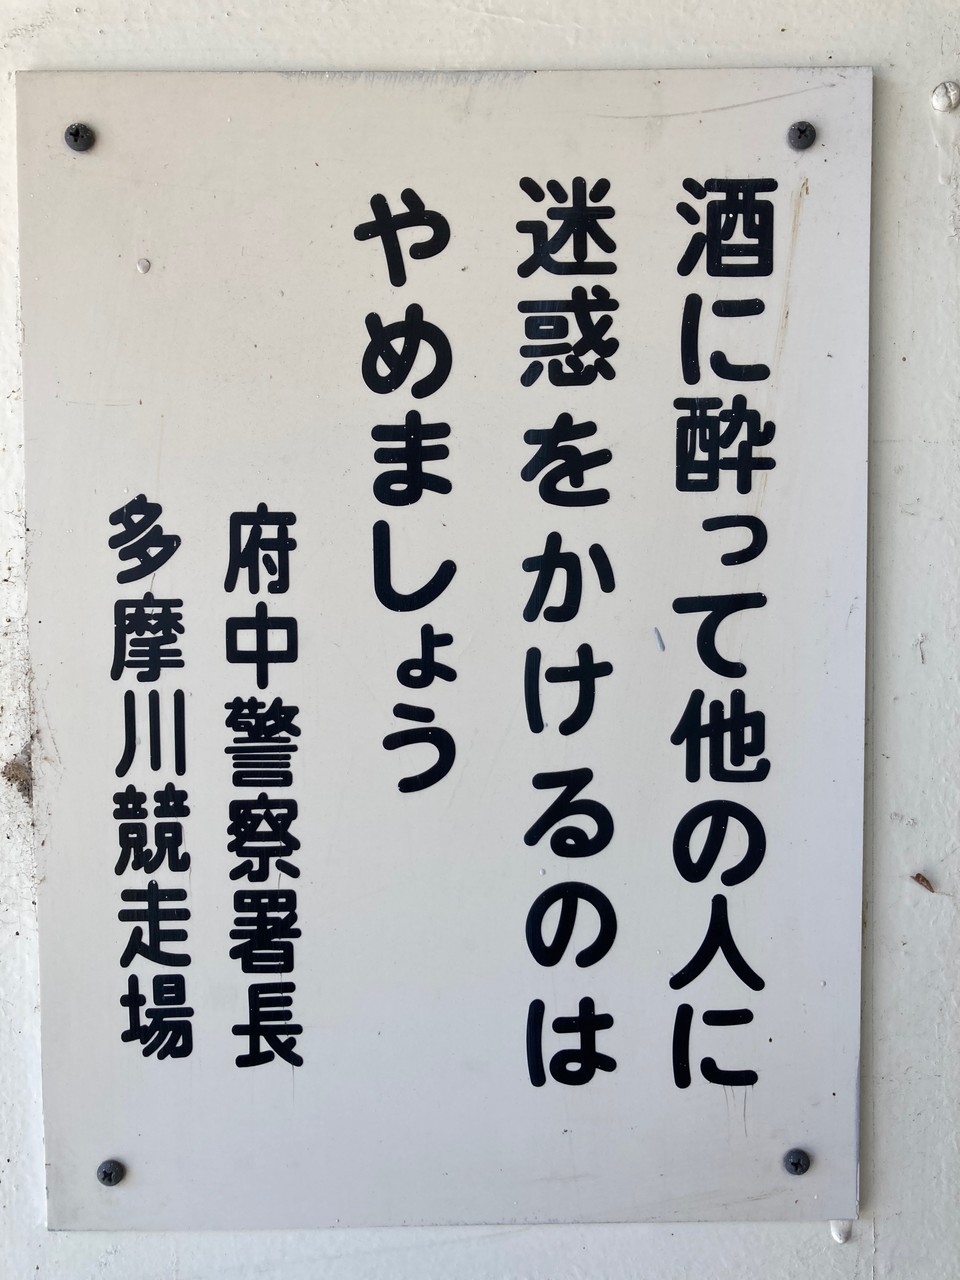 酒に酔って他の人に
迷惑をかけるのは
やめましょう
府中警察署長
多摩川競走場